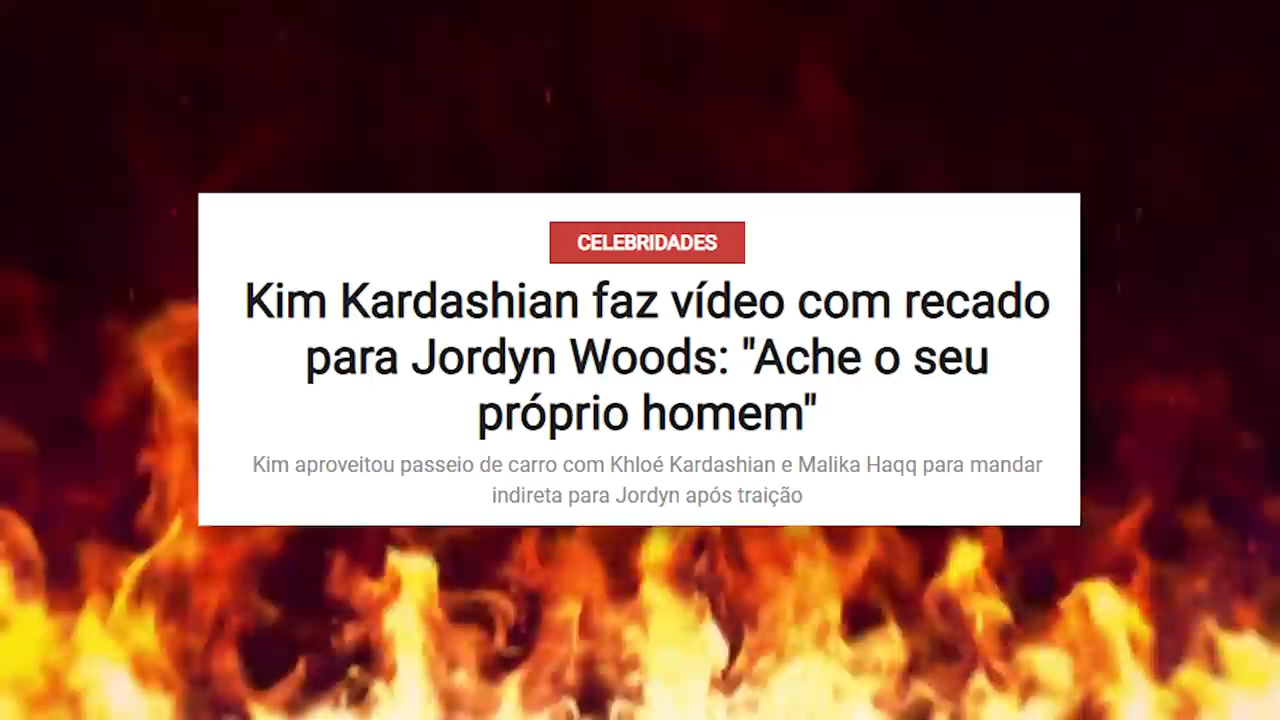 CELEBRIDADES
Kim Kardashian faz vídeo com recado
para Jordyn Woods: "Ache o seu
próprio homem"
Kim aproveitou passeio de carro com Khloé Kardashian e Malika Haqq para mandar
indireta para Jordyn após traição